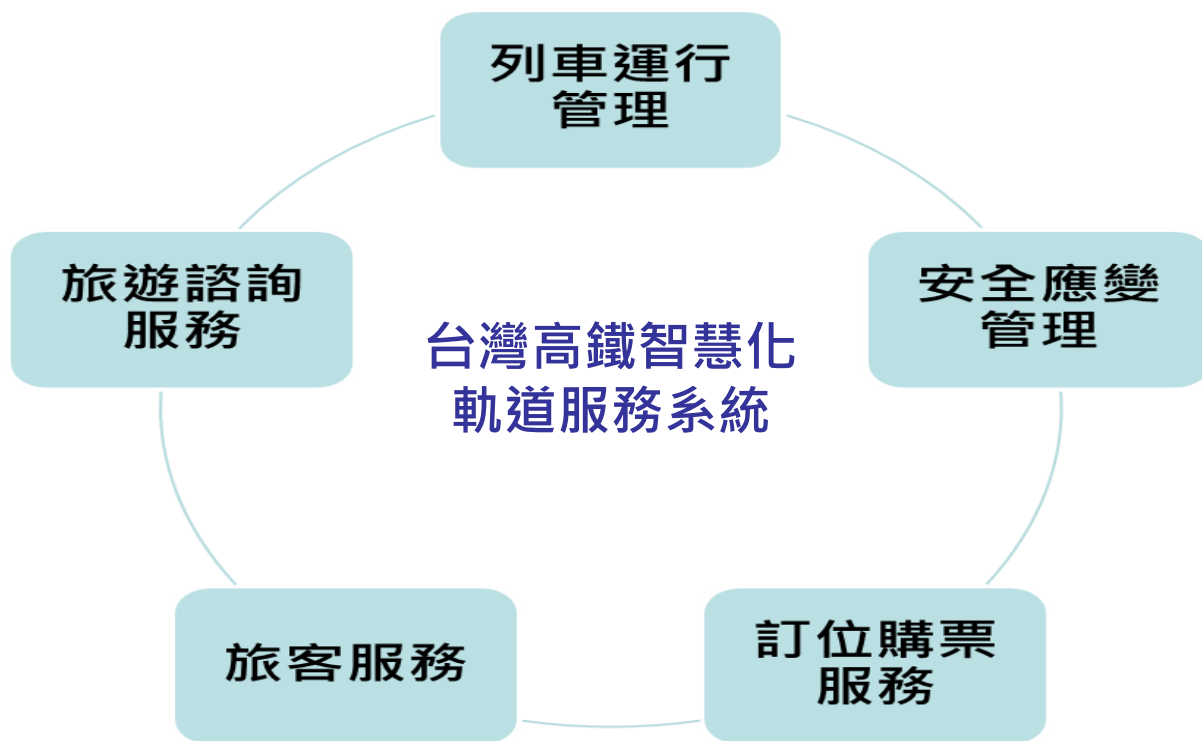 列車運行
管理
旅遊諮詢
服務
安全應變
管理
台灣高鐵智慧化
軌道服務系統
旅客服務
訂位購票
服務